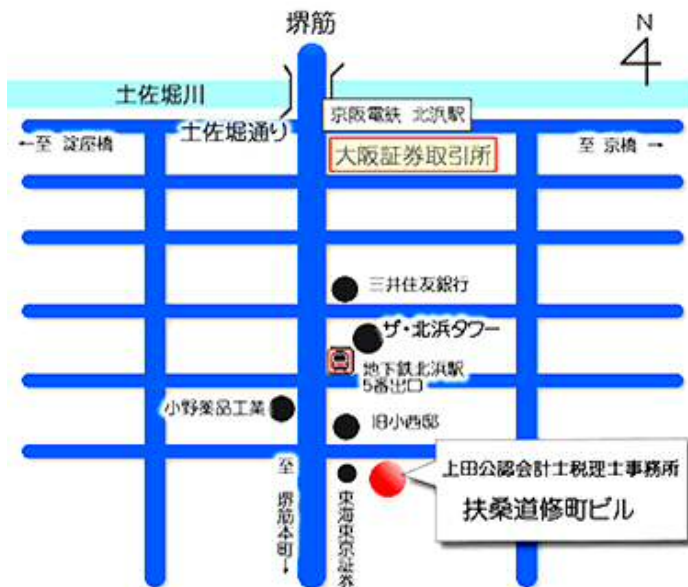 堺筋
N
土佐堀川
京阪電鉄 北浜駅
土佐堀通り
←至 淀屋橋
大阪証券取引所
至 京橋 →
三井住友銀行
ザ・北浜タワー
地下鉄北浜駅
5番出口
小野薬品工業
旧小西邸
上田公認会計士税理士事務所
扶桑道修町ビル
至 堺筋本町→
東海東京証券